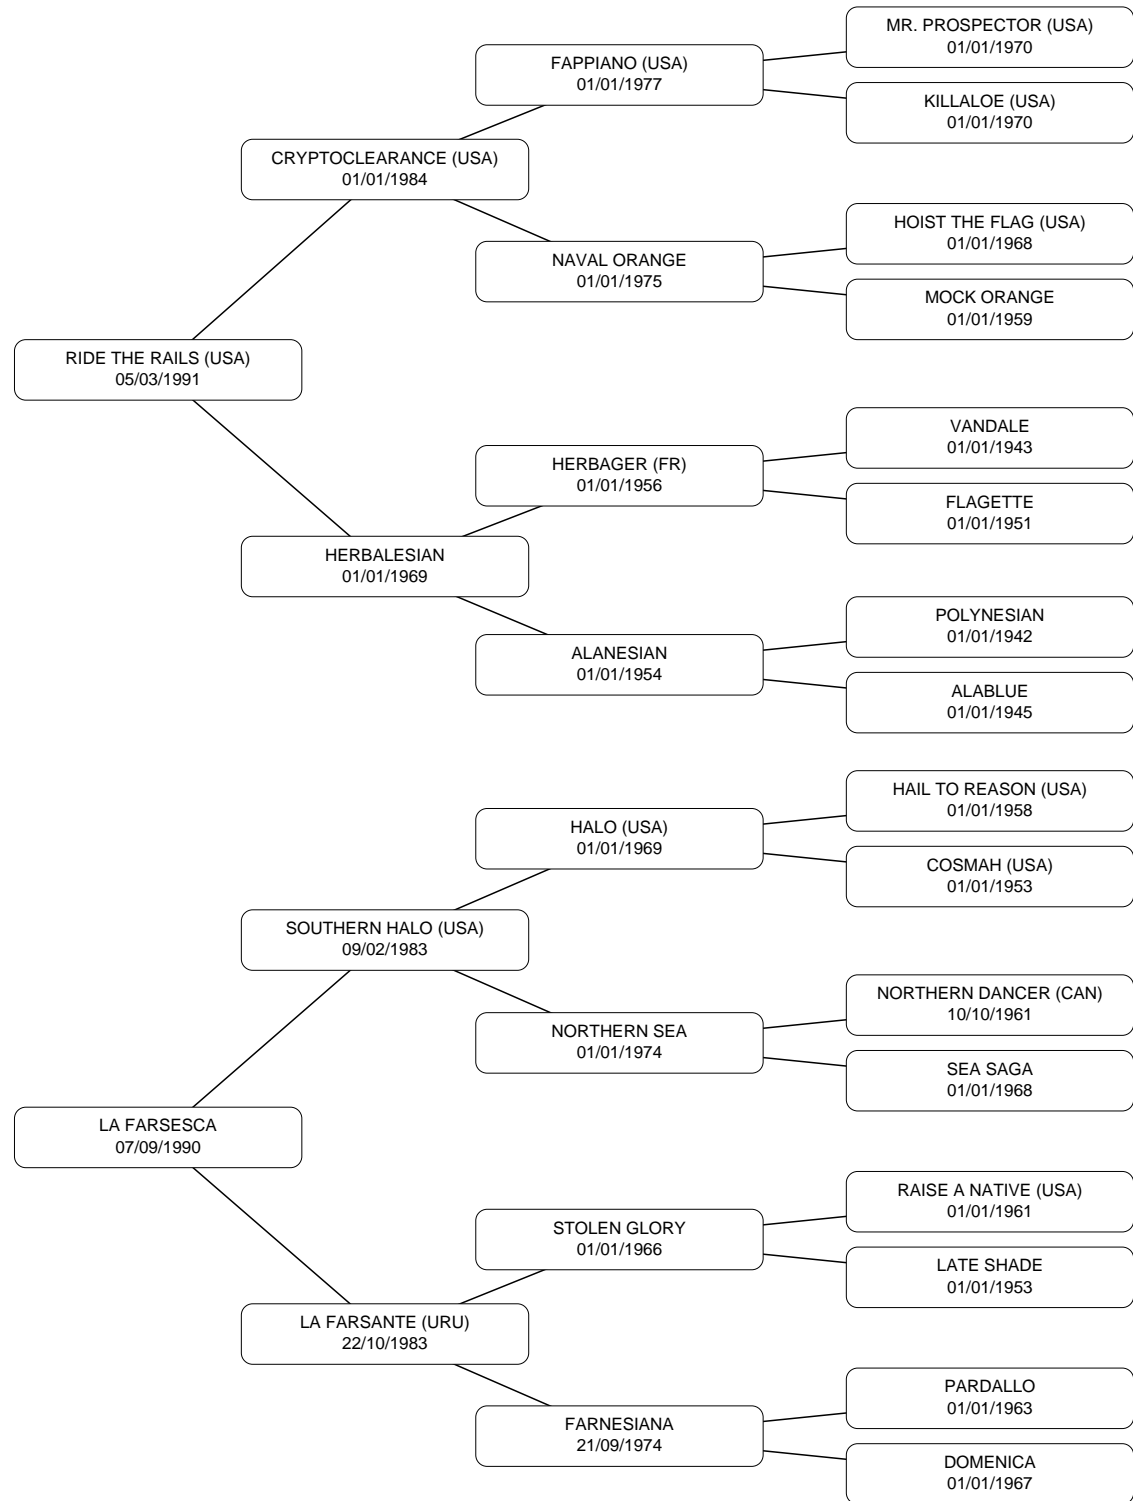 MR. PROSPECTOR (USA)
01/01/1970
FAPPIANO (USA)
01/01/1977
KILLALOE (USA)
01/01/1970
CRYPTOCLEARANCE (USA)
01/01/1984
HOIST THE FLAG (USA)
01/01/1968
NAVAL ORANGE
01/01/1975
MOCK ORANGE
01/01/1959
RIDE THE RAILS (USA)
05/03/1991
VANDALE
01/01/1943
HERBAGER (FR)
01/01/1956
FLAGETTE
01/01/1951
HERBALESIAN
01/01/1969
POLYNESIAN
01/01/1942
ALANESIAN
01/01/1954
ALABLUE
01/01/1945
HAIL TO REASON (USA)
01/01/1958
HALO (USA)
01/01/1969
COSMAH (USA)
01/01/1953
SOUTHERN HALO (USA)
09/02/1983
NORTHERN DANCER (CAN)
10/10/1961
NORTHERN SEA
01/01/1974
SEA SAGA
01/01/1968
LA FARSESCA
07/09/1990
RAISE A NATIVE (USA)
01/01/1961
STOLEN GLORY
01/01/1966
LATE SHADE
01/01/1953
LA FARSANTE (URU)
22/10/1983
PARDALLO
01/01/1963
FARNESIANA
21/09/1974
DOMENICA
01/01/1967